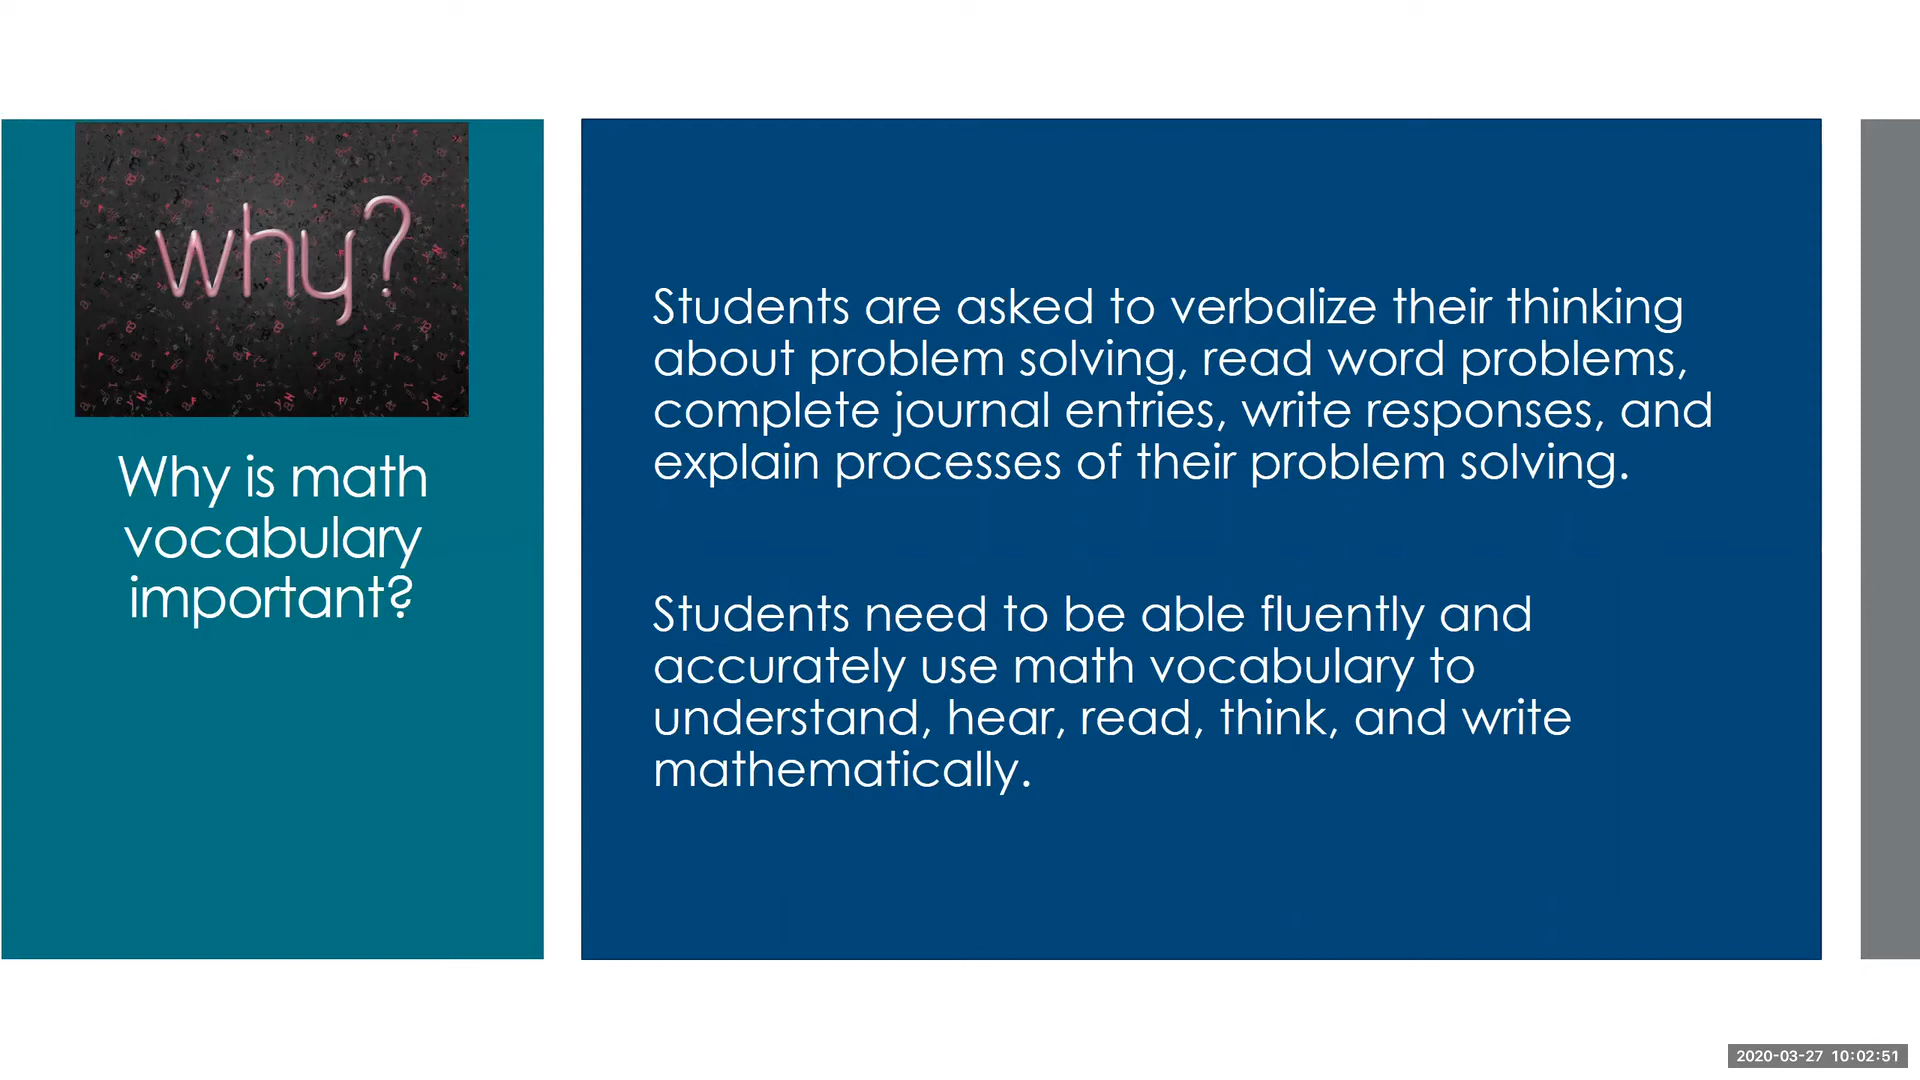 why?
Why is math
vocabulary
important?
Students are asked to verbalize their thinking
about problem solving, read word problems,
complete journal entries, write responses, and
explain processes of their problem solving.
Students need to be able fluently and
accurately use math vocabulary to
understand, hear, read, think, and write
mathematically.
2020-03-27 10:02:51